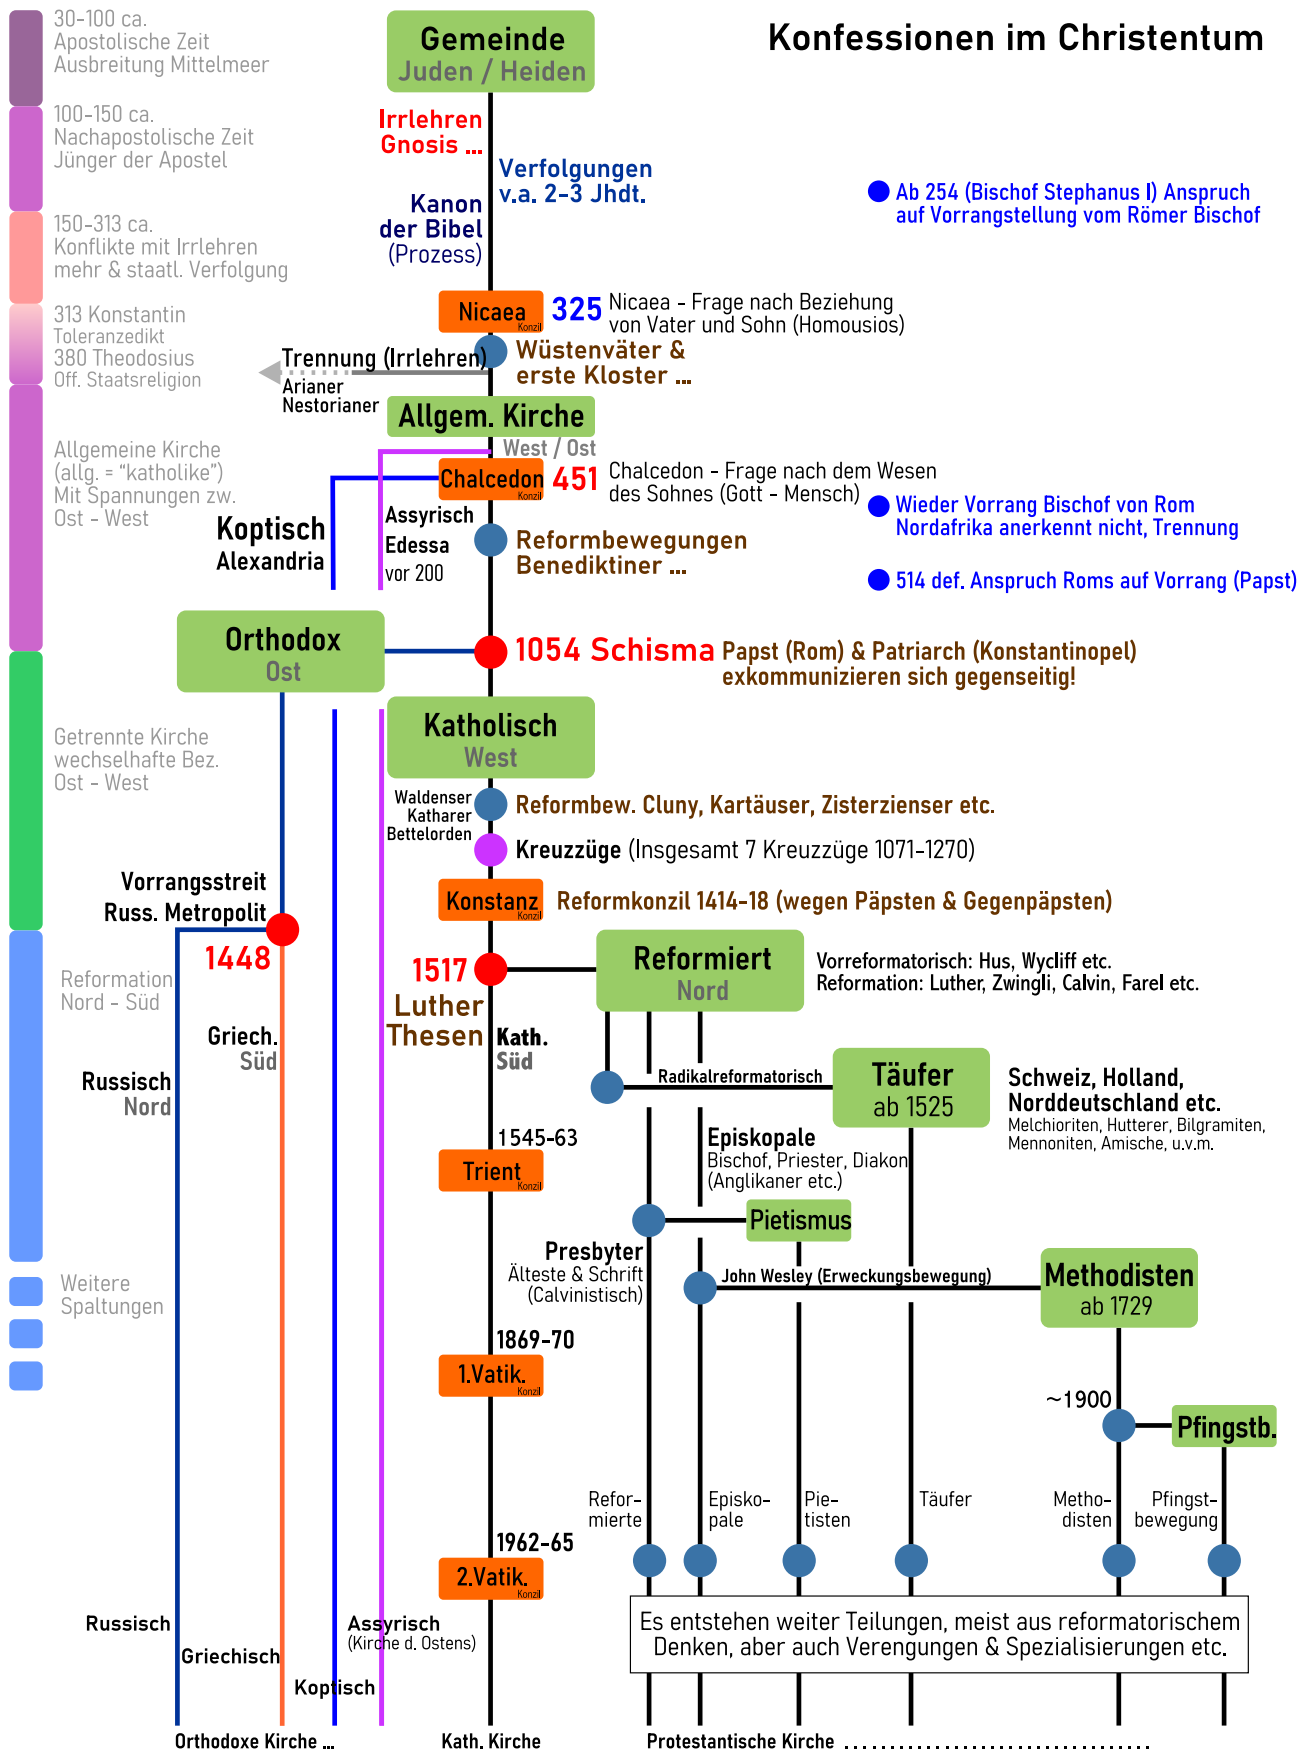 Konfessionen im Christentum
30-100 ca.
Apostolische Zeit
Ausbreitung Mittelmeer
Gemeinde
Juden / Heiden
100-150 ca.
Nachapostolische Zeit
Jünger der Apostel
Irrlehren
Gnosis ...
Verfolgungen
v.a. 2-3 Jhdt.
Kanon
der Bibel
(Prozess)
Ab 254 (Bischof Stephanus I) Anspruch
auf Vorrangstellung vom Römer Bischof
150-313 ca.
Konflikte mit Irrlehren
mehr & staatl. Verfolgung
313 Konstantin
Toleranzedikt
380 Theodosius
Off. Staatsreligion
Nicaea
Konzil
325
Nicaea - Frage nach Beziehung
von Vater und Sohn (Homousios)
Wüstenväter &
erste Kloster ...
Trennung (Irrlehren)
Arianer
Nestorianer
Allgem. Kirche
West / Ost
Allgemeine Kirche
(allg. = “katholike”)
Mit Spannungen zw.
Ost - West
Chalcedon
Konzil
451
Chalcedon - Frage nach dem Wesen
des Sohnes (Gott - Mensch)
Wieder Vorrang Bischof von Rom
Nordafrika anerkennt nicht, Trennung
Koptisch
Alexandria
Assyrisch
Edessa
vor 200
Reformbewegungen
Benediktiner ...
514 def. Anspruch Roms auf Vorrang (Papst)
Orthodox
Ost
1054 Schisma
Papst (Rom) & Patriarch (Konstantinopel)
exkommunizieren sich gegenseitig!
Katholisch
West
Getrennte Kirche
wechselhafte Bez.
Ost - West
Waldenser
Katharer
Bettelorden
Reformbew. Cluny, Kartäuser, Zisterzienser etc.
Kreuzzüge (Insgesamt 7 Kreuzzüge 1071-1270)
Konstanz
Konzil
Reformkonzil 1414-18 (wegen Päpsten & Gegenpäpsten)
Vorrangsstreit
Russ. Metropolit
1448
Reformation
Nord - Süd
1517
Luther
Thesen
Kath.
Süd
Reformiert
Nord
Vorreformatorisch: Hus, Wycliff etc.
Reformation: Luther, Zwingli, Calvin, Farel etc.
Griech.
Süd
Russisch
Nord
Radikalreformatorisch
Täufer
ab 1525
Schweiz, Holland,
Norddeutschland etc.
Melchioriten, Hutterer, Bilgramiten,
Mennoniten, Amische, u.v.m.
1545-63
Trient
Konzil
Episkopale
Bischof, Priester, Diakon
(Anglikaner etc.)
Pietismus
Presbyter
Älteste & Schrift
(Calvinistisch)
John Wesley (Erweckungsbewegung)
Methodisten
ab 1729
Weitere
Spaltungen
1869-70
1.Vatik.
Konzil
~1900
Pfingstb.
Refor-
mierte
Episko-
pale
Pie-
tisten
Täufer
Metho-
disten
Pfingst-
bewegung
1962-65
2.Vatik.
Konzil
Es entstehen weiter Teilungen, meist aus reformatorischem
Denken, aber auch Verengungen & Spezialisierungen etc.
Russisch
Griechisch
Assyrisch
(Kirche d. Ostens)
Koptisch
Orthodoxe Kirche ...
Kath. Kirche
Protestantische Kirche ................................